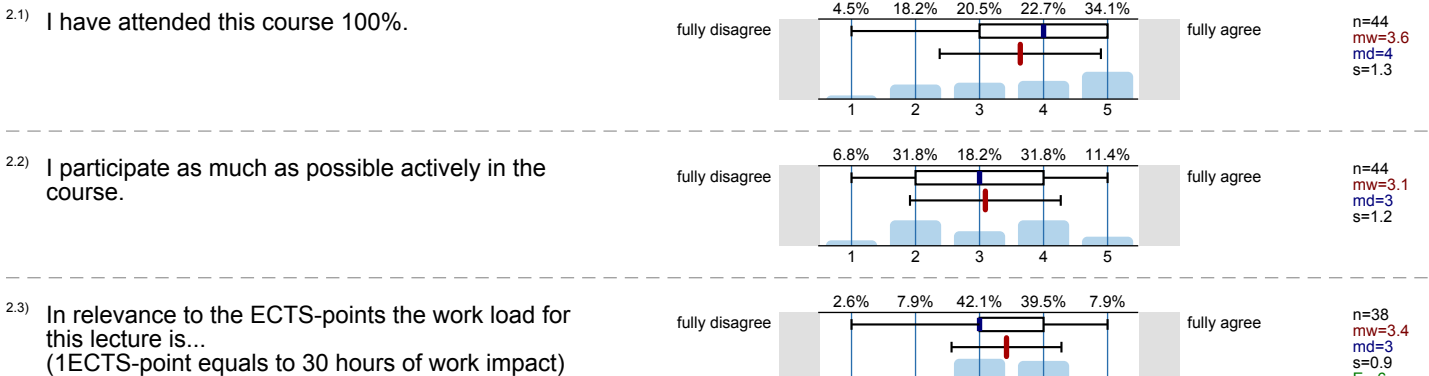 2.1) I have attended this course 100%.
4.5% 18.2% 20.5% 22.7% 34.1%
fully disagree
fully agree
1 2 3 4 5
n=44
mw=3.6
md=4
s=1.3
2.2) I participate as much as possible actively in the
course.
6.8% 31.8% 18.2% 31.8% 11.4%
fully disagree
fully agree
1 2 3 4 5
n=44
mw=3.1
md=3
s=1.2
2.3) In relevance to the ECTS-points the work load for
this lecture is...
(1ECTS-point equals to 30 hours of work impact)
2.6% 7.9% 42.1% 39.5% 7.9%
fully disagree
fully agree
n=38
mw=3.4
md=3
s=0.9